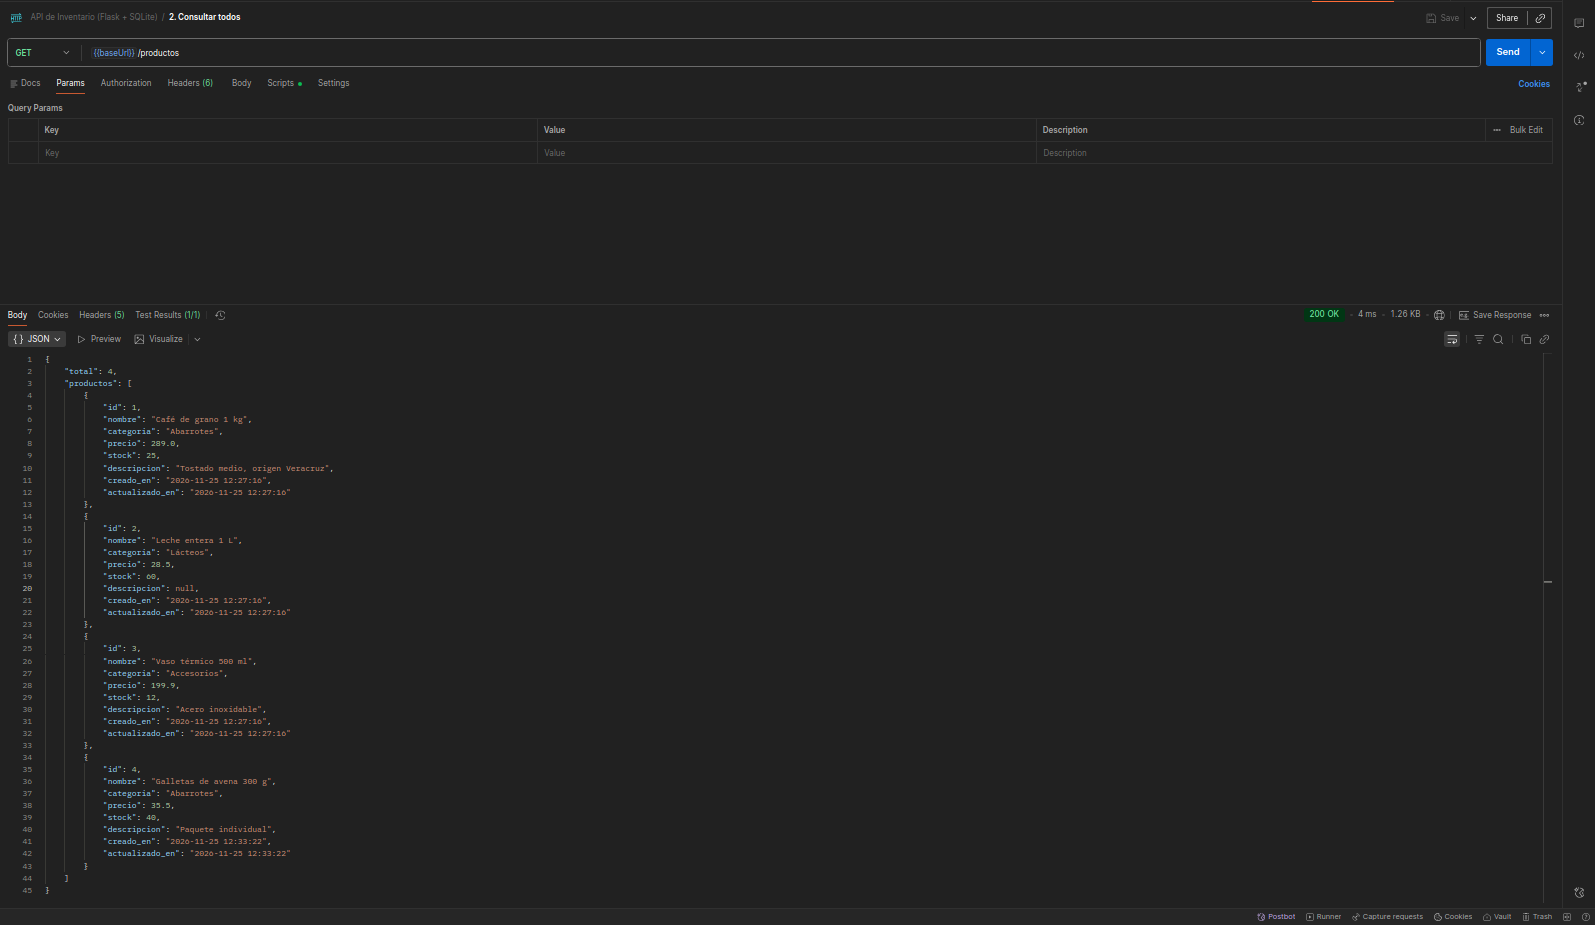 API de Inventario (Flask + SQLite) / 2. Consultar todos
Save
Share
GET
{{baseUrl}} /productos
Send
Docs Params Authorization Headers (6) Body Scripts Settings
Cookies
Query Params
Key Value Description ••• Bulk Edit
Key Value Description
Body Cookies Headers (5) Test Results (1/1)
200 OK • 4 ms • 1.26 KB • Save Response •••
{} JSON Preview Visualize
1 {
2 "total": 4,
3 "productos": [
4 {
5 "id": 1,
6 "nombre": "Café de grano 1 kg",
7 "categoria": "Abarrotes",
8 "precio": 289.0,
9 "stock": 25,
10 "descripcion": "Tostado medio, origen Veracruz",
11 "creado_en": "2026-11-25 12:27:16",
12 "actualizado_en": "2026-11-25 12:27:16"
13 },
14 {
15 "id": 2,
16 "nombre": "Leche entera 1 L",
17 "categoria": "Lácteos",
18 "precio": 28.5,
19 "stock": 60,
20 "descripcion": null,
21 "creado_en": "2026-11-25 12:27:16",
22 "actualizado_en": "2026-11-25 12:27:16"
23 },
24 {
25 "id": 3,
26 "nombre": "Vaso térmico 500 ml",
27 "categoria": "Accesorios",
28 "precio": 199.9,
29 "stock": 12,
30 "descripcion": "Acero inoxidable",
31 "creado_en": "2026-11-25 12:27:16",
32 "actualizado_en": "2026-11-25 12:27:16"
33 },
34 {
35 "id": 4,
36 "nombre": "Galletas de avena 300 g",
37 "categoria": "Abarrotes",
38 "precio": 35.5,
39 "stock": 40,
40 "descripcion": "Paquete individual",
41 "creado_en": "2026-11-25 12:33:22",
42 "actualizado_en": "2026-11-25 12:33:22"
43 }
44 ]
45 }
Postbot Runner Capture requests Cookies Vault Trash